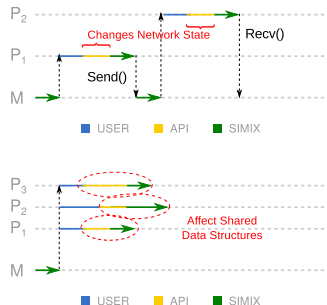 P2
Changes Network State
Recv()
P1
Send()
M
USER API SIMIX
P3
P2
Affect Shared
Data Structures
P1
M
USER API SIMIX